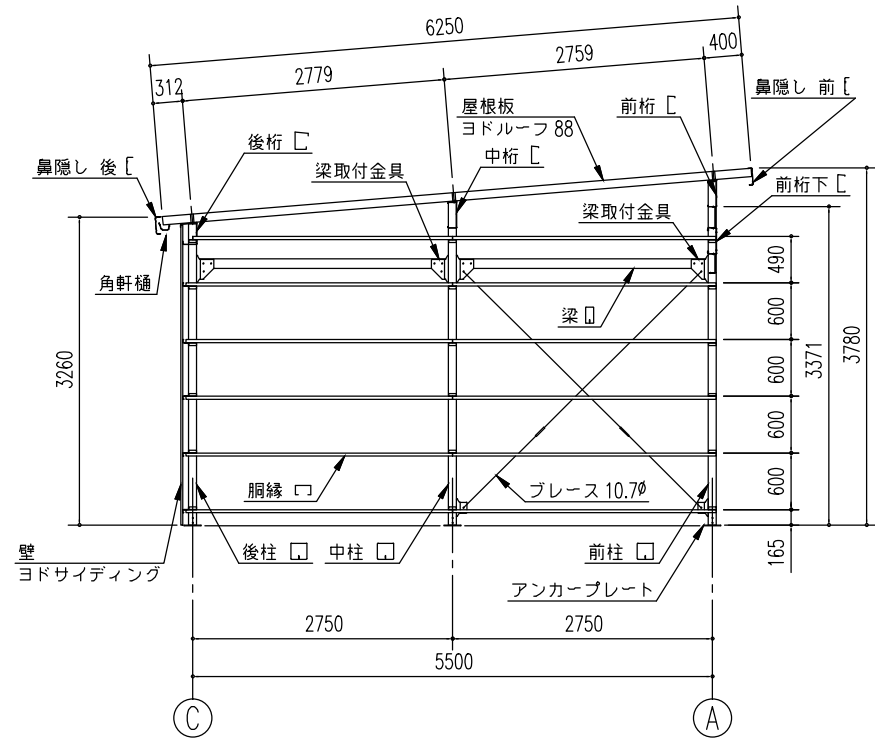 6250
312
2779
2759
400
鼻隠し 前
屋根板
ヨドルーフ 88
前桁
後桁
中桁
鼻隠し 後
梁取付金具
梁取付金具
前桁下
角軒樋
梁
490
600
600
600
600
165
3371
3780
3260
胴縁
ブレース 10.7φ
壁
ヨドサイディング
後柱
中柱
前柱
アンカープレート
2750
2750
5500
C
A